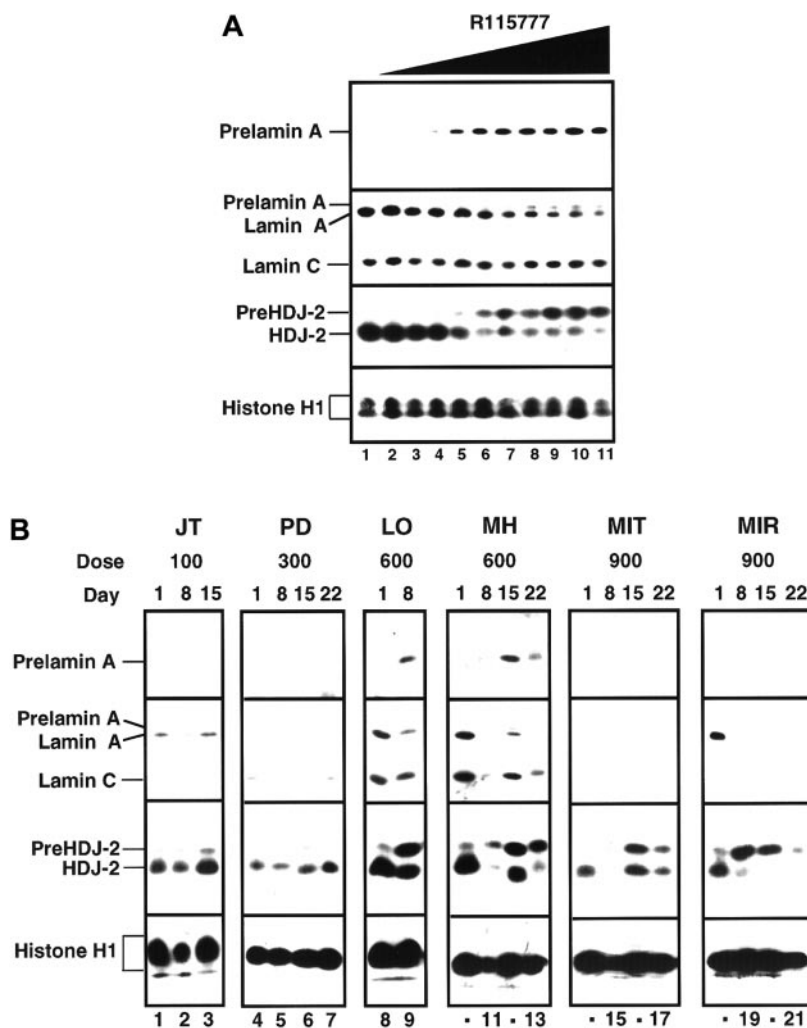 A
R115777
Prelamin A
Prelamin A
Lamin A
Lamin C
PreHDJ-2
HDJ-2
Histone H1
1 2 3 4 5 6 7 8 9 10 11
B
JT PD LO MH MIT MIR
Dose 100 300 600 600 900 900
Day 1 8 15 1 8 15 22 1 8 1 8 15 22 1 8 15 22 1 8 15 22
Prelamin A
Prelamin A
Lamin A
Lamin C
PreHDJ-2
HDJ-2
Histone H1
1 2 3 4 5 6 7 8 9 · 11 · 13 · 15 · 17 · 19 · 21